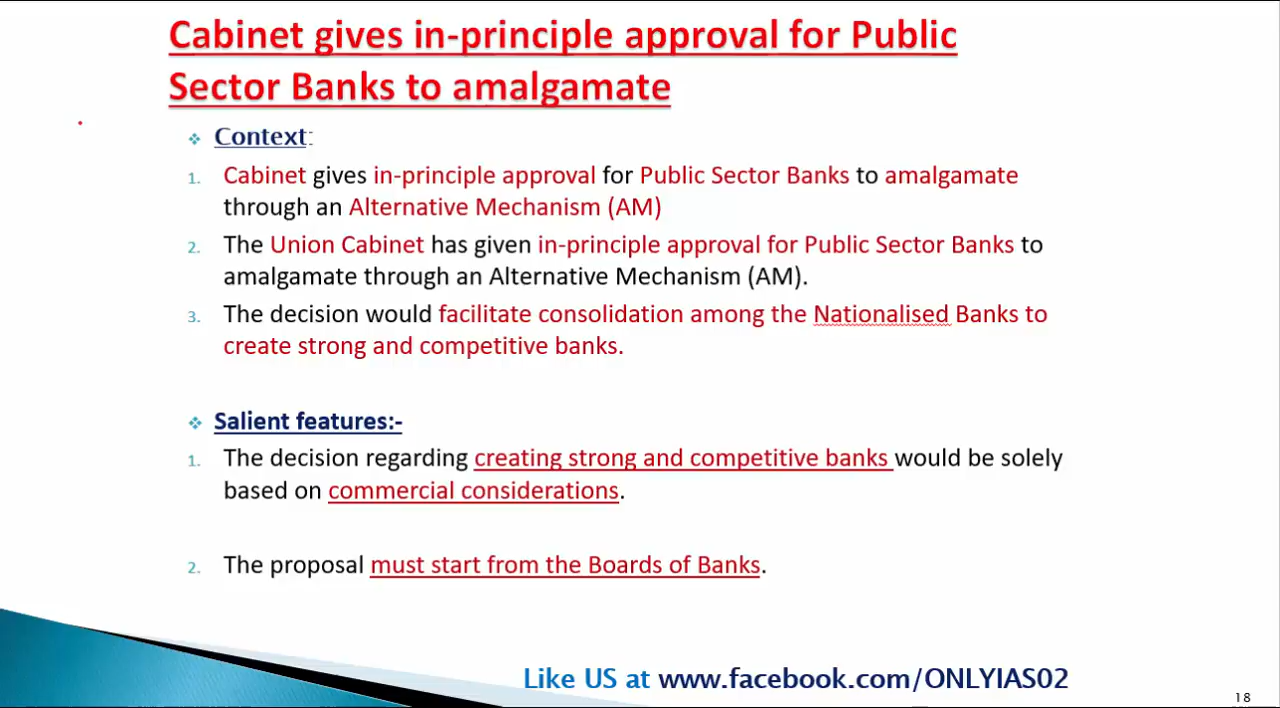 Cabinet gives in-principle approval for Public
Sector Banks to amalgamate
❖ Context:
1. Cabinet gives in-principle approval for Public Sector Banks to amalgamate
through an Alternative Mechanism (AM)
2. The Union Cabinet has given in-principle approval for Public Sector Banks to
amalgamate through an Alternative Mechanism (AM).
3. The decision would facilitate consolidation among the Nationalised Banks to
create strong and competitive banks.
❖ Salient features:-
1. The decision regarding creating strong and competitive banks would be solely
based on commercial considerations.
2. The proposal must start from the Boards of Banks.
Like US at www.facebook.com/ONLYIAS02
18